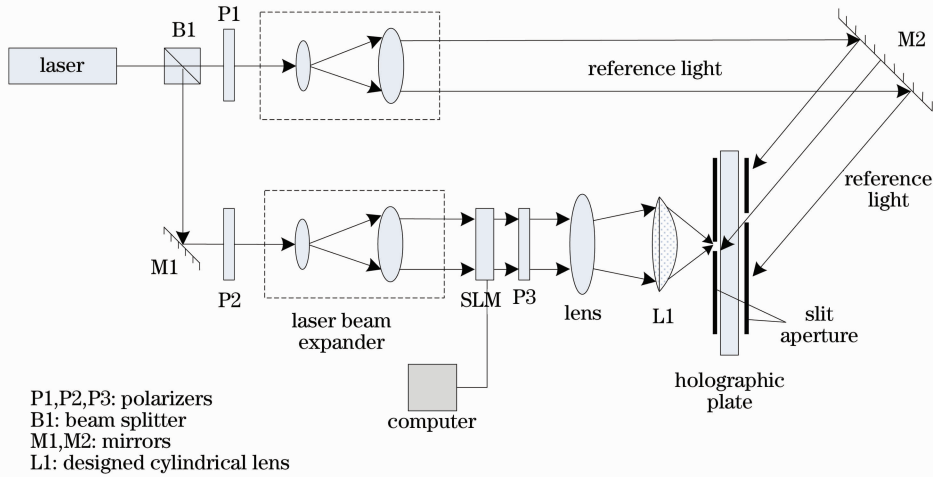 P1
B1
M2
laser
reference light
reference
light
M1
P2
SLM
P3
lens
L1
slit
aperture
laser beam
expander
holographic
plate
computer
P1,P2,P3: polarizers
B1: beam splitter
M1,M2: mirrors
L1: designed cylindrical lens